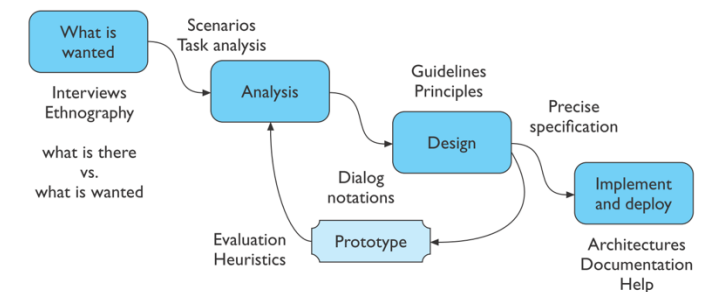 What is
wanted
Scenarios
Task analysis
Interviews
Ethnography
what is there
vs.
what is wanted
Analysis
Guidelines
Principles
Design
Precise
specification
Dialog
notations
Implement
and deploy
Evaluation
Heuristics
Prototype
Architectures
Documentation
Help